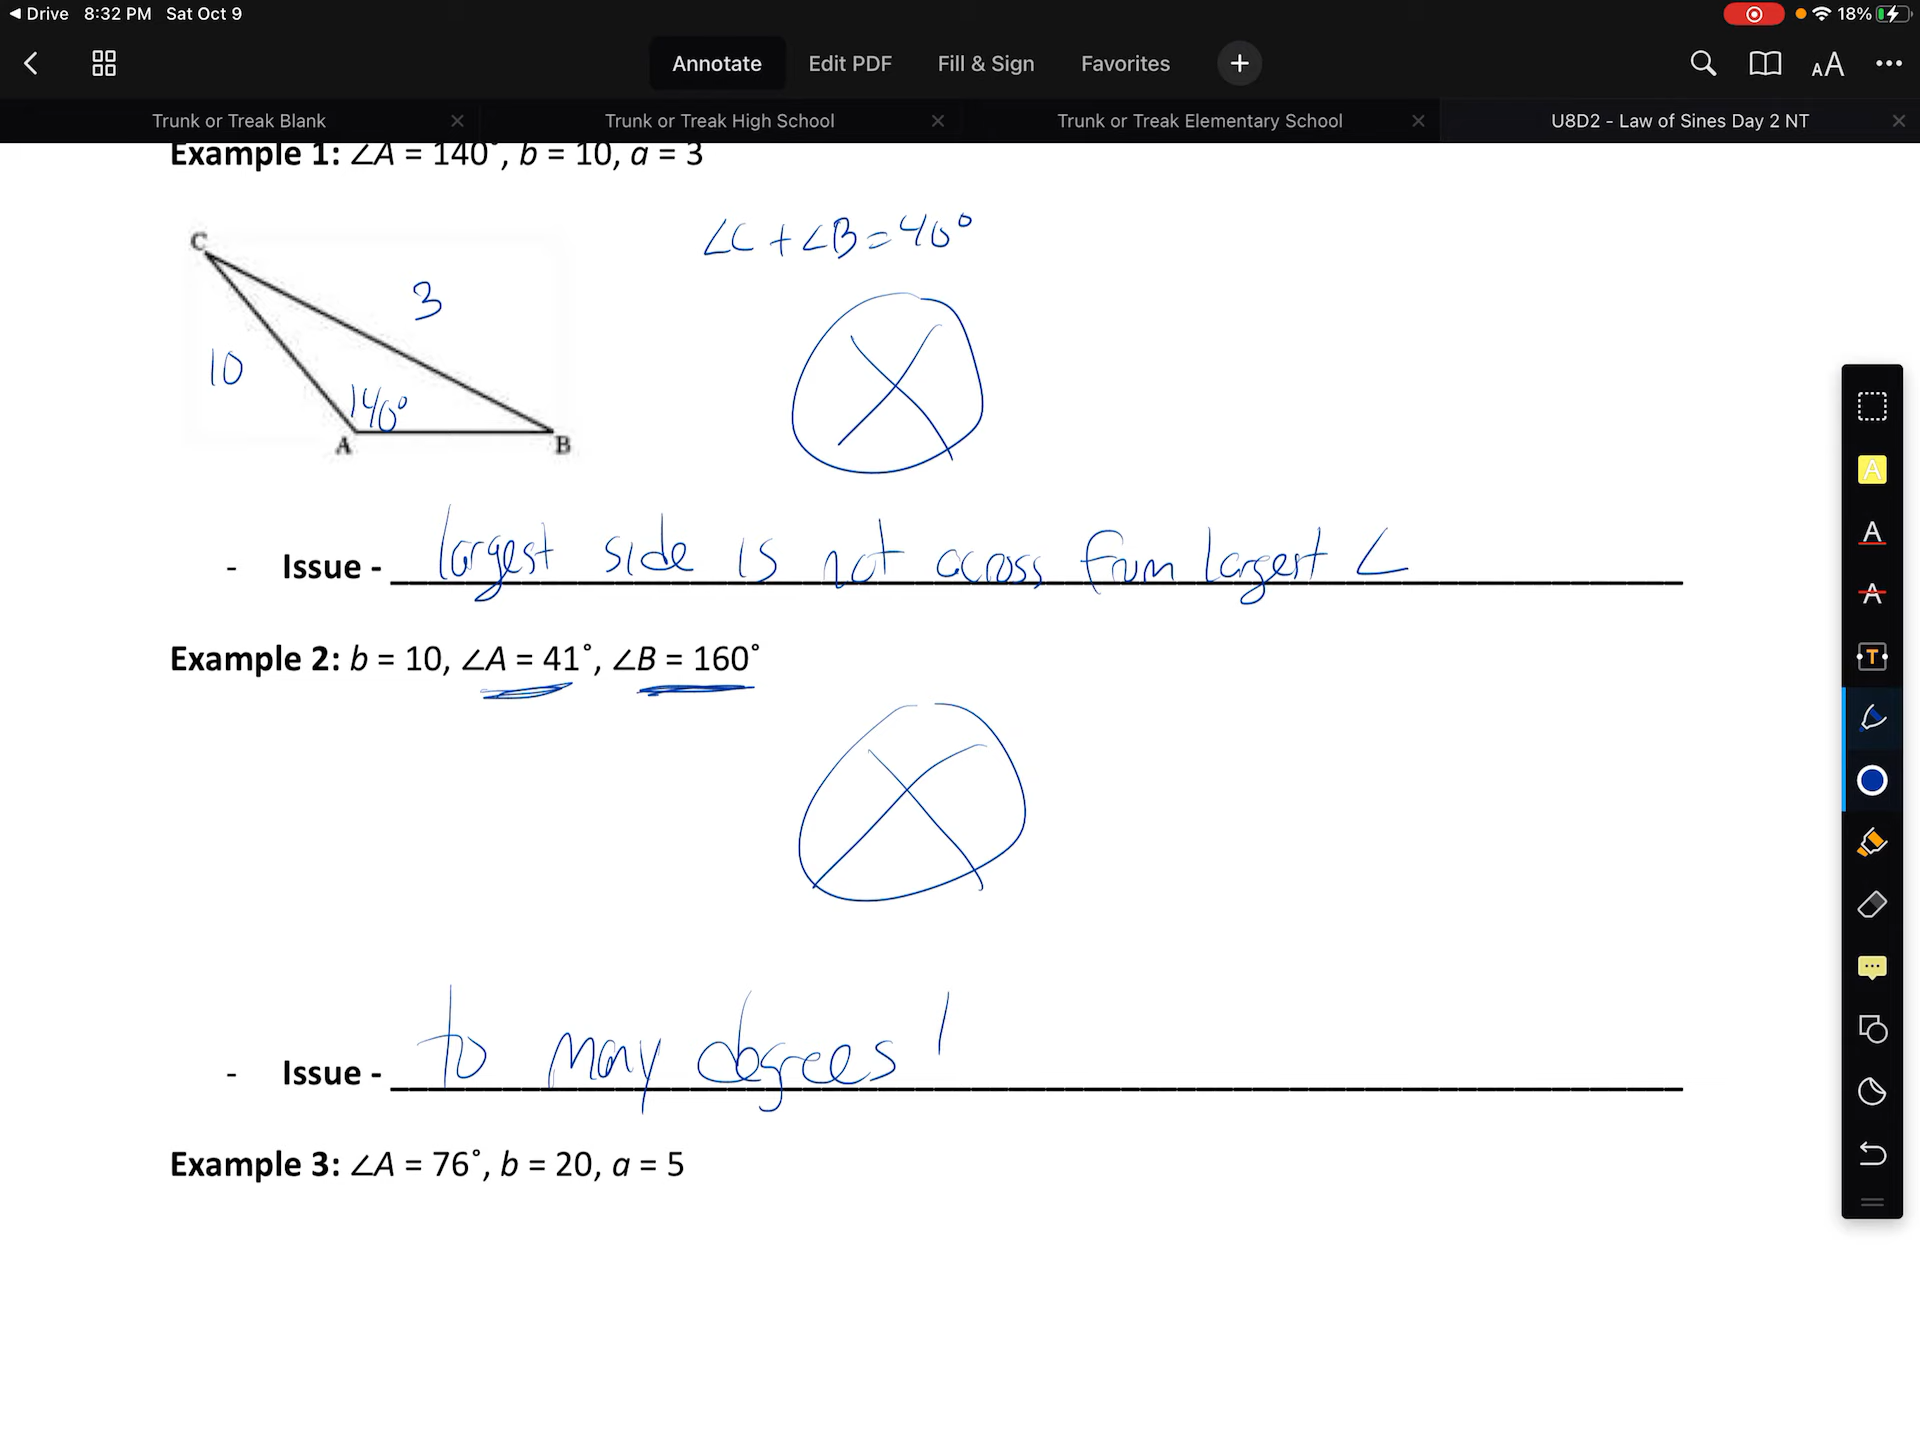 Drive 8:32 PM Sat Oct 9 18%
Annotate Edit PDF Fill & Sign Favorites
Trunk or Treak Blank Trunk or Treak High School Trunk or Treak Elementary School U8D2 - Law of Sines Day 2 NT
Example 1: ∠A = 140˚, b = 10, a = 3
∠C + ∠B = 40°
C
3
10
140°
A B
- Issue - largest side is not across from largest ∠
Example 2: b = 10, ∠A = 41˚, ∠B = 160˚
- Issue - to many degrees !
Example 3: ∠A = 76˚, b = 20, a = 5